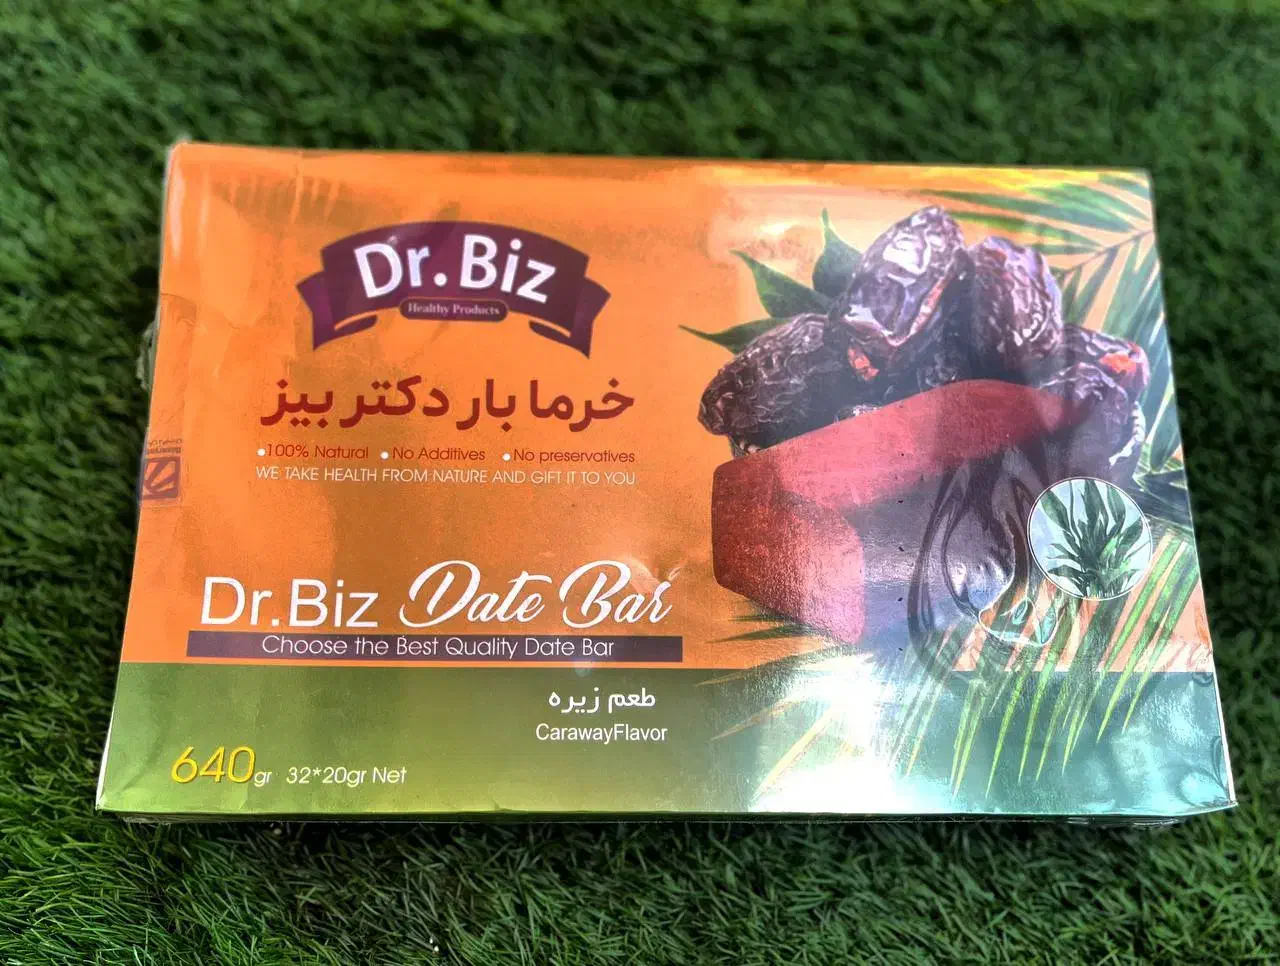 Dr. Biz
Healthy Products
خرما بار دکتر بیز
•100% Natural •No Additives •No preservatives
WE TAKE HEALTH FROM NATURE AND GIFT IT TO YOU
Dr.Biz Date Bar
Choose the Best Quality Date Bar
طعم زیره
CarawayFlavor
640gr 32*20gr Net